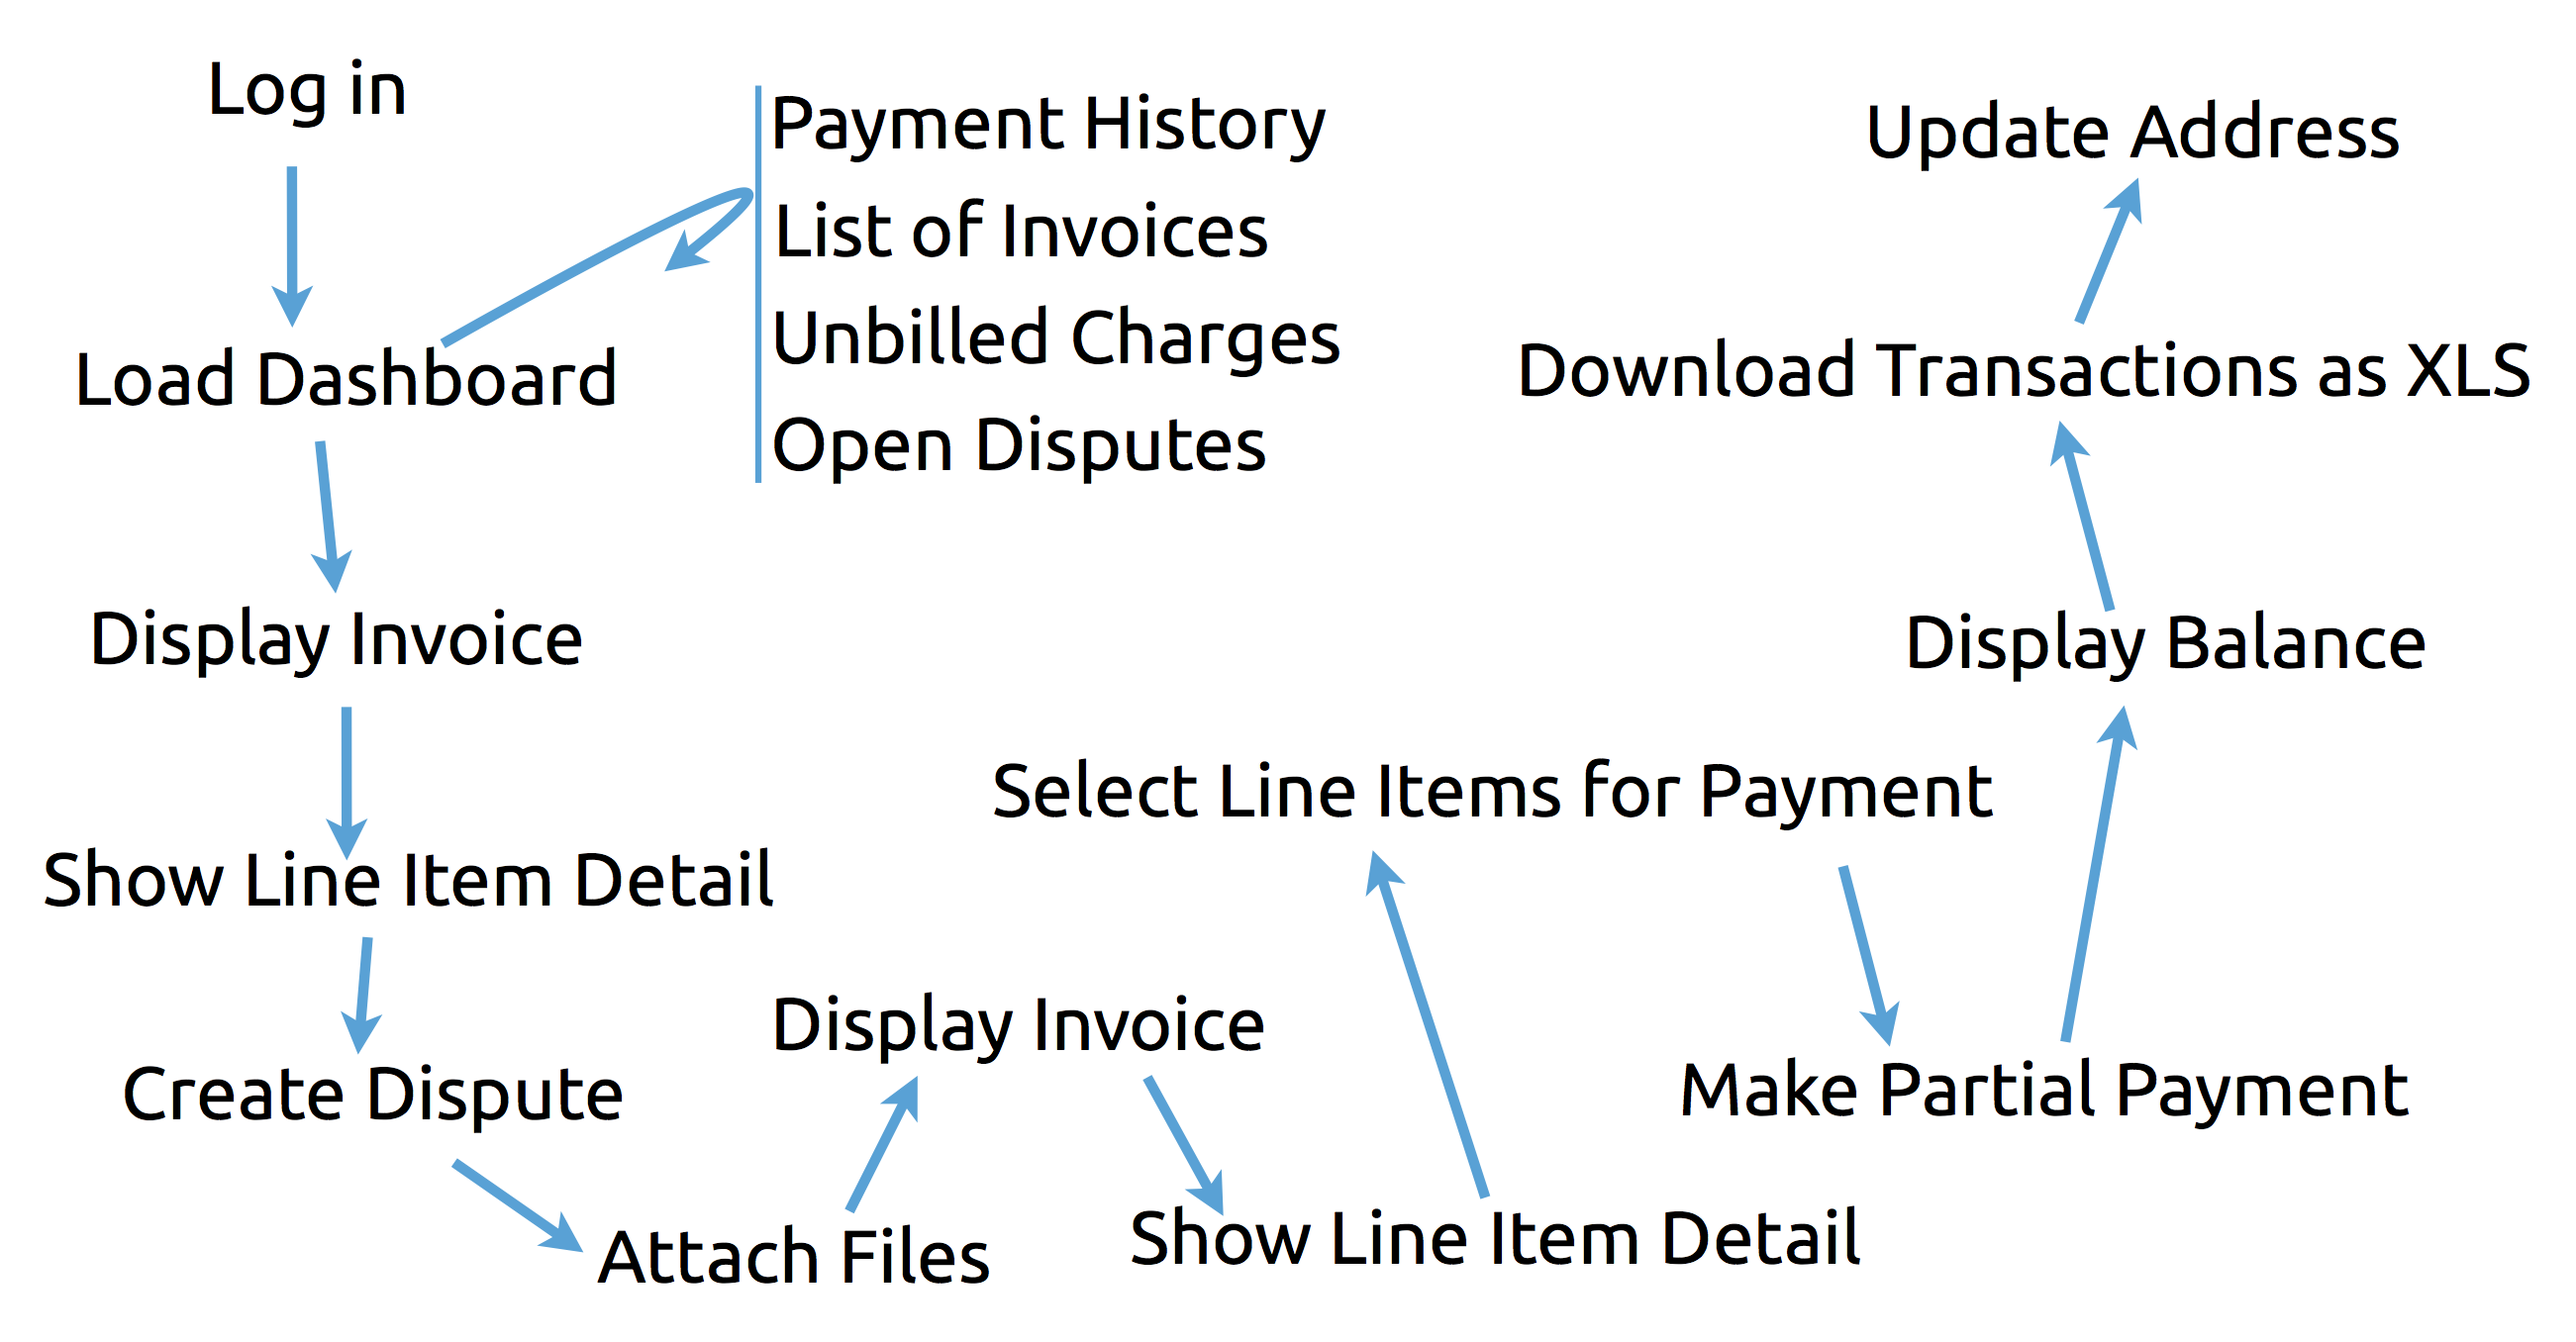 Log in
Load Dashboard
Payment History
List of Invoices
Unbilled Charges
Open Disputes
Display Invoice
Show Line Item Detail
Create Dispute
Attach Files
Display Invoice
Show Line Item Detail
Select Line Items for Payment
Make Partial Payment
Display Balance
Download Transactions as XLS
Update Address